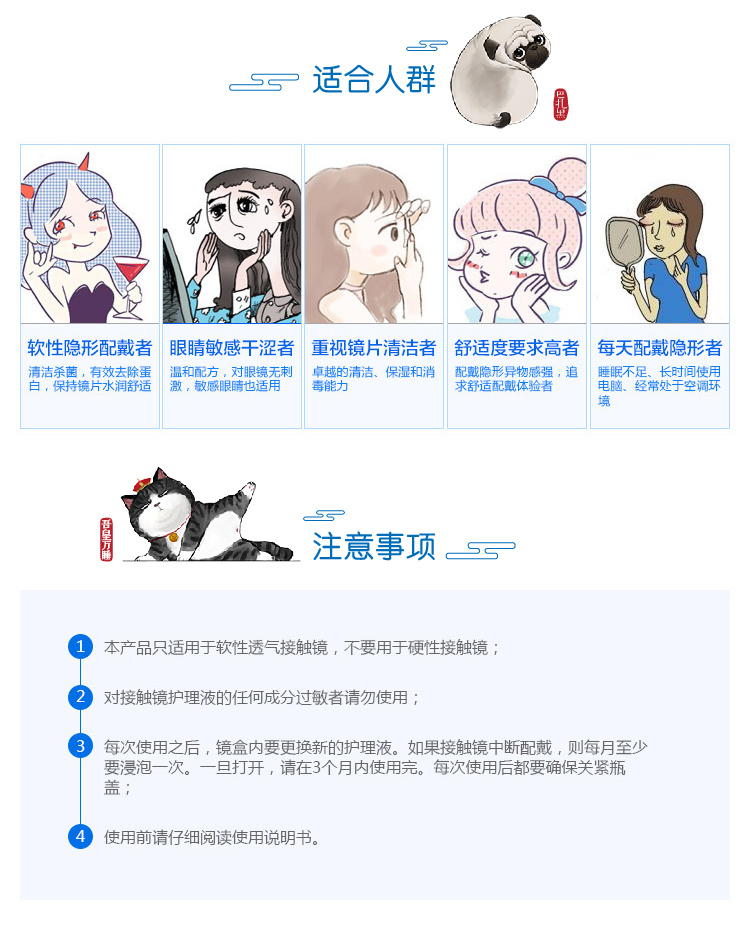 适合人群
巴扎黑
软性隐形配戴者
清洁杀菌，有效去除蛋
白，保持镜片水润舒适
眼睛敏感干涩者
温和配方，对眼镜无刺
激，敏感眼睛也适用
重视镜片清洁者
卓越的清洁、保湿和消
毒能力
舒适度要求高者
配戴隐形异物感强，追
求舒适配戴体验者
每天配戴隐形者
睡眠不足、长时间使用
电脑、经常处于空调环
境
吾皇万睡
注意事项
1 本产品只适用于软性透气接触镜，不要用于硬性接触镜；
2 对接触镜护理液的任何成分过敏者请勿使用；
3 每次使用之后，镜盒内要更换新的护理液。如果接触镜中断配戴，则每月至少
要浸泡一次。一旦打开，请在3个月内使用完。每次使用后都要确保关紧瓶
盖；
4 使用前请仔细阅读使用说明书。